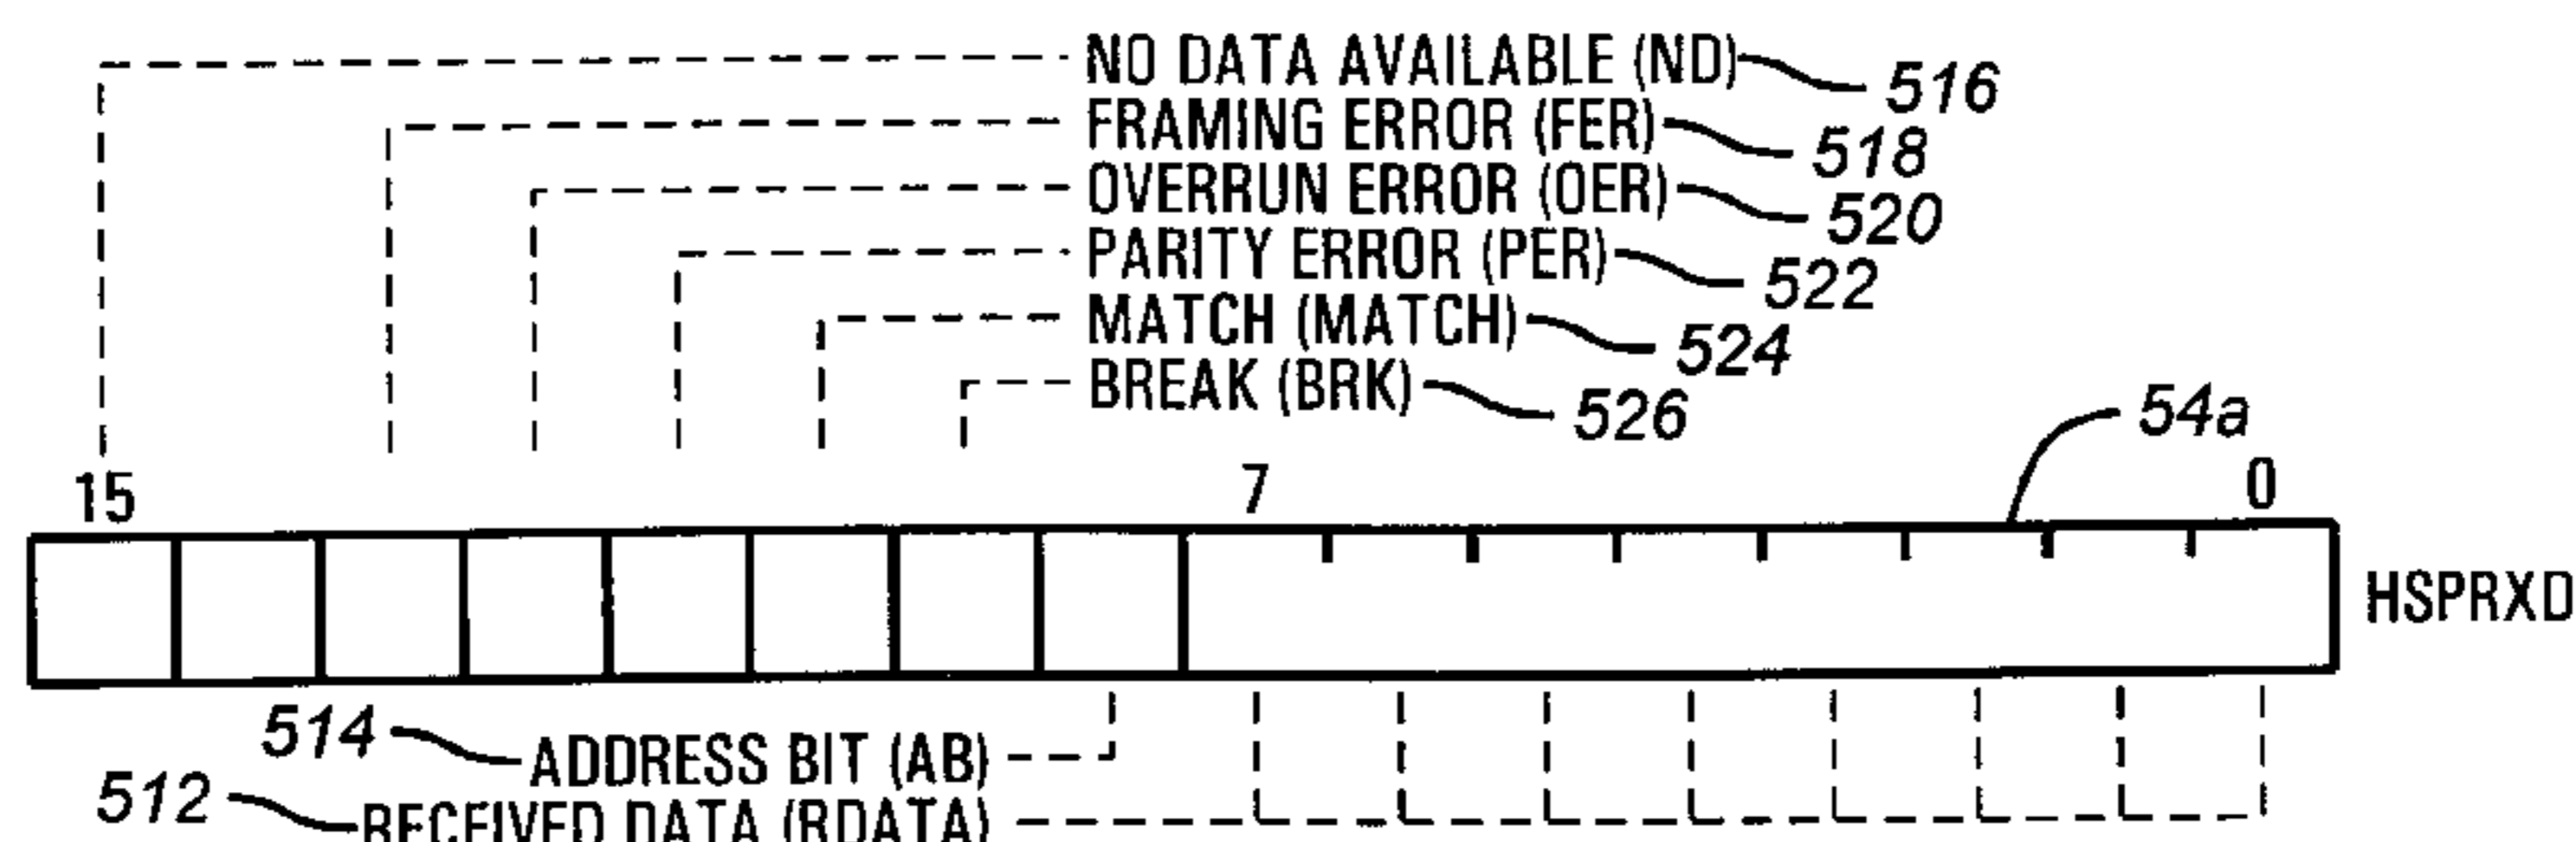 NO DATA AVAILABLE (ND) 516
FRAMING ERROR (FER) 518
OVERRUN ERROR (OER) 520
PARITY ERROR (PER) 522
MATCH (MATCH) 524
BREAK (BRK) 526
54a
15 7 0
HSPRXD
514 ADDRESS BIT (AB)
512 RECEIVED DATA (RDATA)